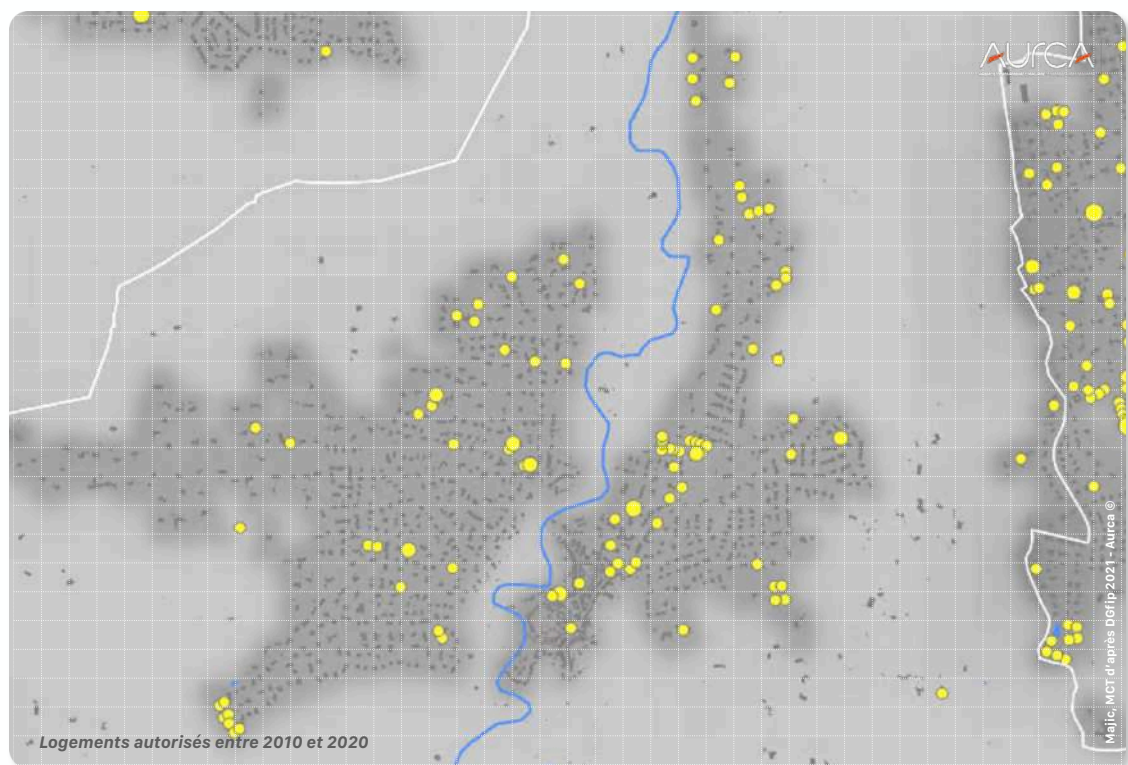 AURCA
Majic, MCT d'après DGfip 2021 - Aurca ©
Logements autorisés entre 2010 et 2020